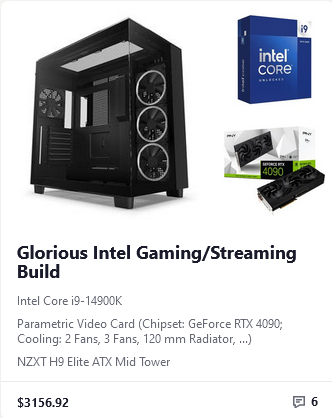 intel
CORE
i9
UNLOCKED
PNY
GEFORCE RTX
4090
Glorious Intel Gaming/Streaming
Build
Intel Core i9-14900K
Parametric Video Card (Chipset: GeForce RTX 4090;
Cooling: 2 Fans, 3 Fans, 120 mm Radiator, ...)
NZXT H9 Elite ATX Mid Tower
$3156.92
6